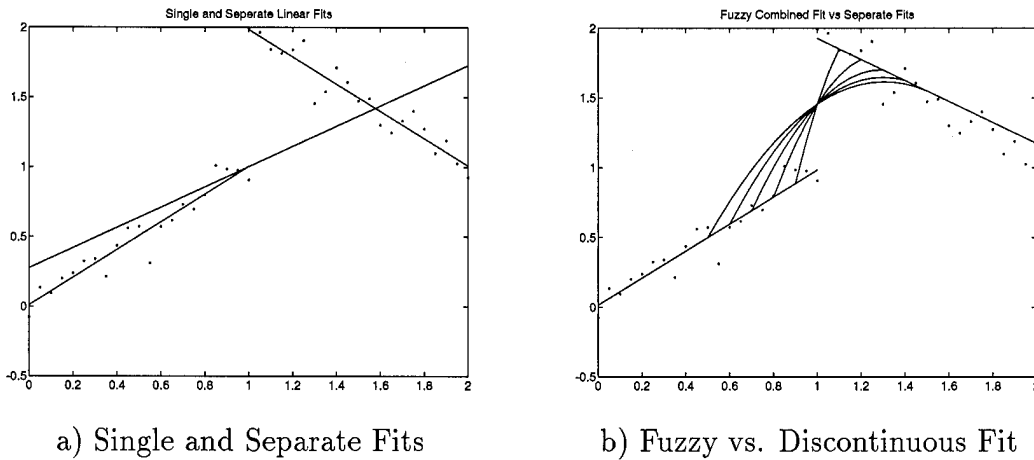 Single and Seperate Linear Fits
2
1.5
1
0.5
0
-0.5
0 0.2 0.4 0.6 0.8 1 1.2 1.4 1.6 1.8 2
a) Single and Separate Fits
Fuzzy Combined Fit vs Seperate Fits
2
1.5
1
0.5
0
-0.5
0 0.2 0.4 0.6 0.8 1 1.2 1.4 1.6 1.8 2
b) Fuzzy vs. Discontinuous Fit